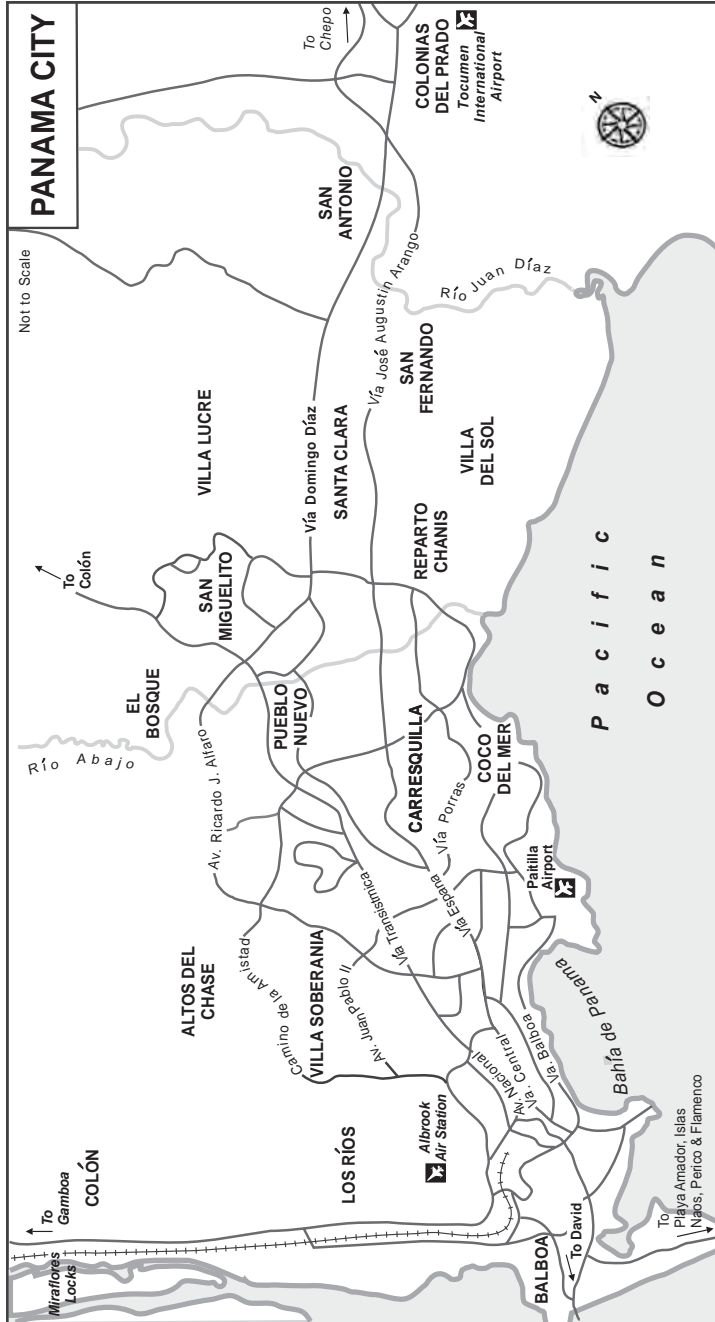 PANAMA CITY
Not to Scale
To
Chepo
COLONIAS
DEL PRADO
Tocumen
International
Airport
N
SAN
ANTONIO
Río Juan Díaz
Vía José Augustin Arango
SAN
FERNANDO
VILLA LUCRE
Vía Domingo Díaz
SANTA CLARA
VILLA
DEL SOL
REPARTO
CHANIS
To
Colón
SAN
MIGUELITO
EL
BOSQUE
Río Abajo
PUEBLO
NUEVO
Av. Ricardo J. Alfaro
CARRESQUILLA
COCO
DEL MER
Vía Porras
Pacific
Ocean
Paitilla
Airport
Vía Transísmica
Vía España
ALTOS DEL
CHASE
Camino de la Amistad
VILLA SOBERANIA
Av. Juan Pablo II
Av. Nacional
Va. Central
Va. Balboa
Bahía de Panama
Albrook
Air Station
LOS RÍOS
COLÓN
To
Gamboa
Miraflores
Locks
BALBOA
To David
To
Playa Amador, Islas
Naos, Perico & Flamenco